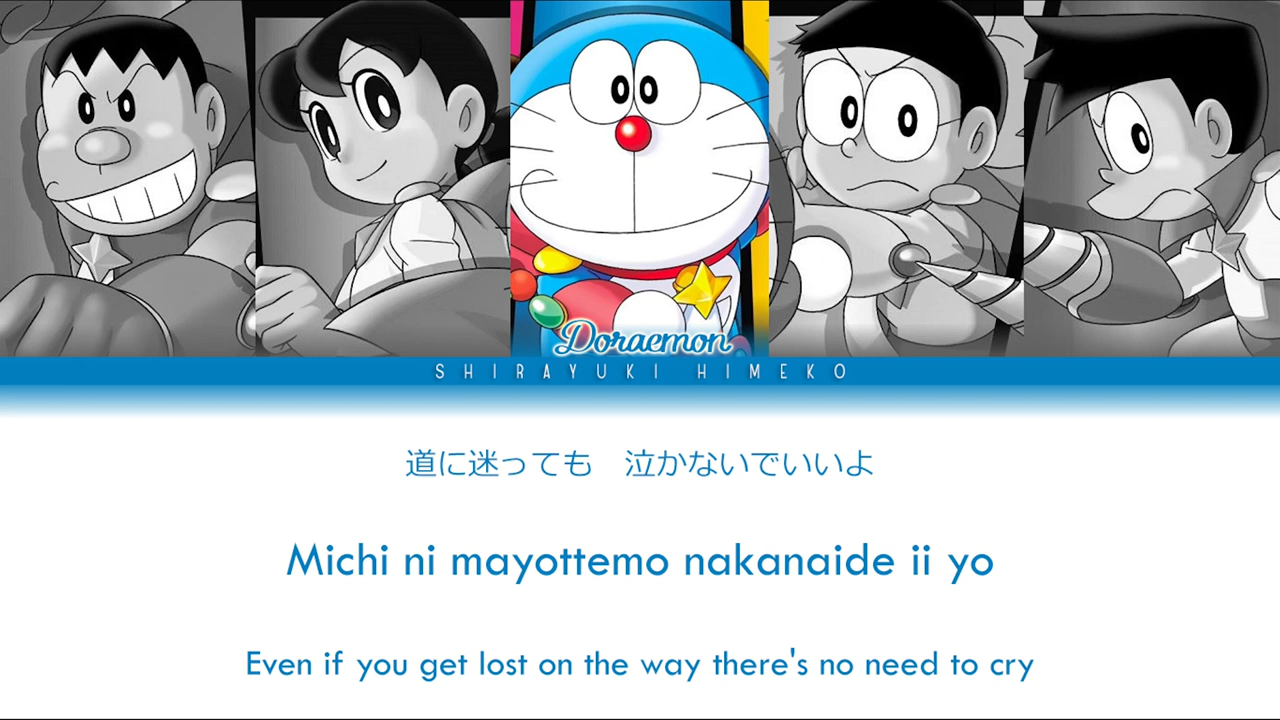 Doraemon
SHIRAYUKI HIMEKO
道に迷っても　泣かないでいいよ
Michi ni mayottemo nakanaide ii yo
Even if you get lost on the way there's no need to cry